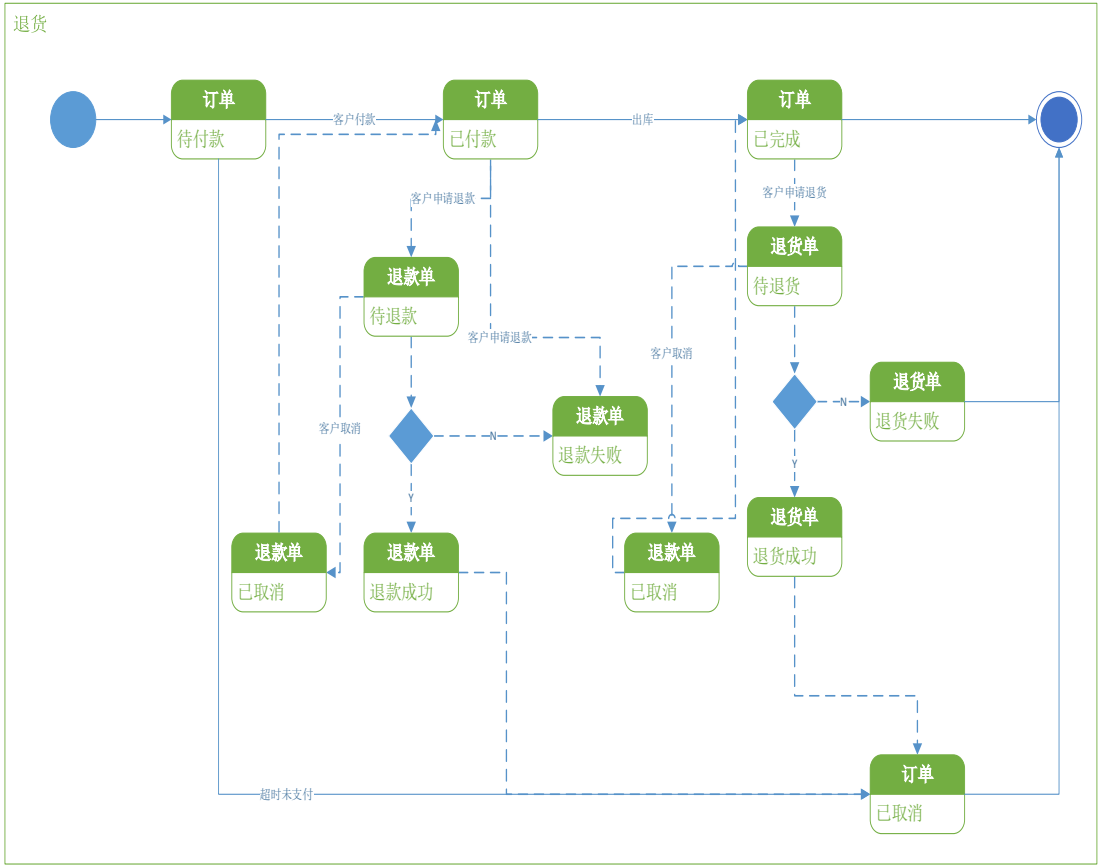 退货
订单
待付款
客户付款
订单
已付款
出库
订单
已完成
客户申请退款
客户申请退货
退款单
待退款
退货单
待退货
客户申请退款
客户取消
退货单
退货失败
N
退款单
退款失败
客户取消
N
Y
Y
退货单
退货成功
退款单
已取消
退款单
退款成功
退款单
已取消
订单
已取消
超时未支付